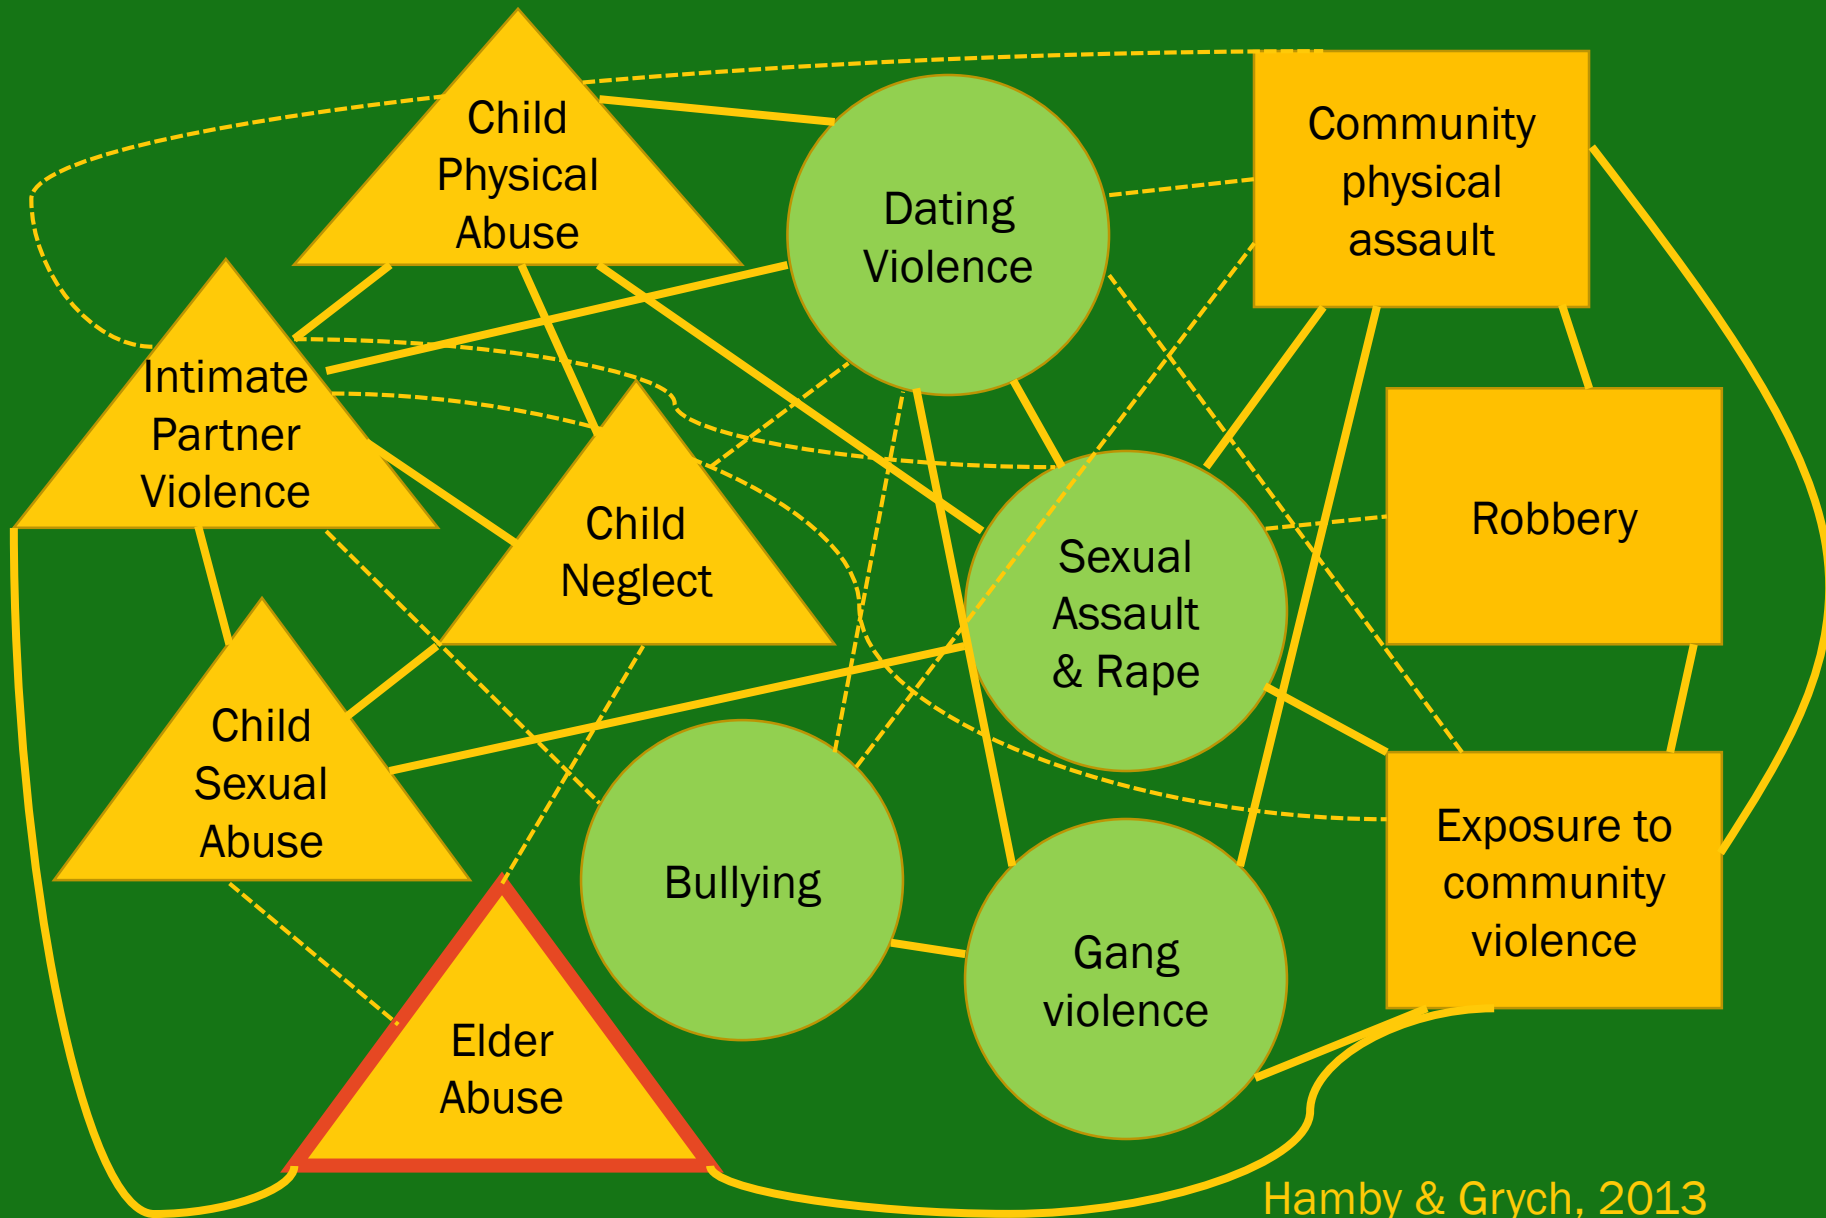 Child
Physical
Abuse
Dating
Violence
Community
physical
assault
Intimate
Partner
Violence
Child
Neglect
Sexual
Assault
& Rape
Robbery
Child
Sexual
Abuse
Bullying
Gang
violence
Exposure to
community
violence
Elder
Abuse
Hamby & Grych, 2013